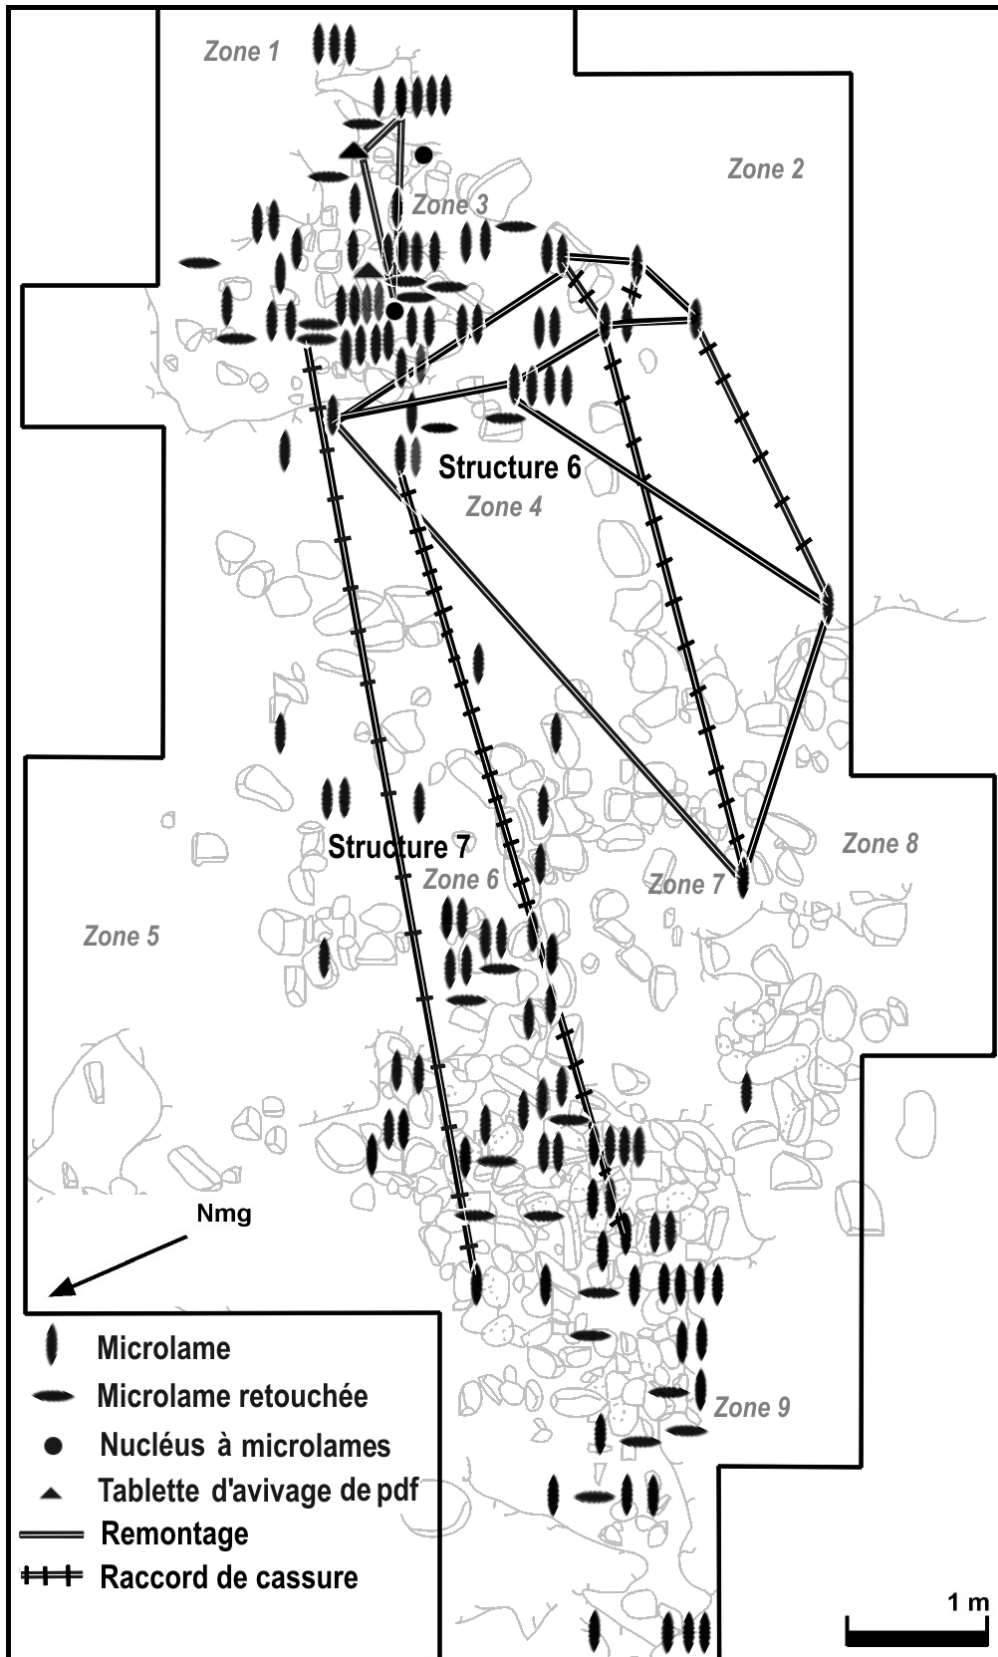 Zone 1
Zone 2
Zone 3
Structure 6
Zone 4
Structure 7
Zone 6
Zone 7
Zone 8
Zone 5
Nmg
Microlame
Microlame retouchée
Nucléus à microlames
Tablette d'avivage de pdf
Remontage
Raccord de cassure
Zone 9
1 m